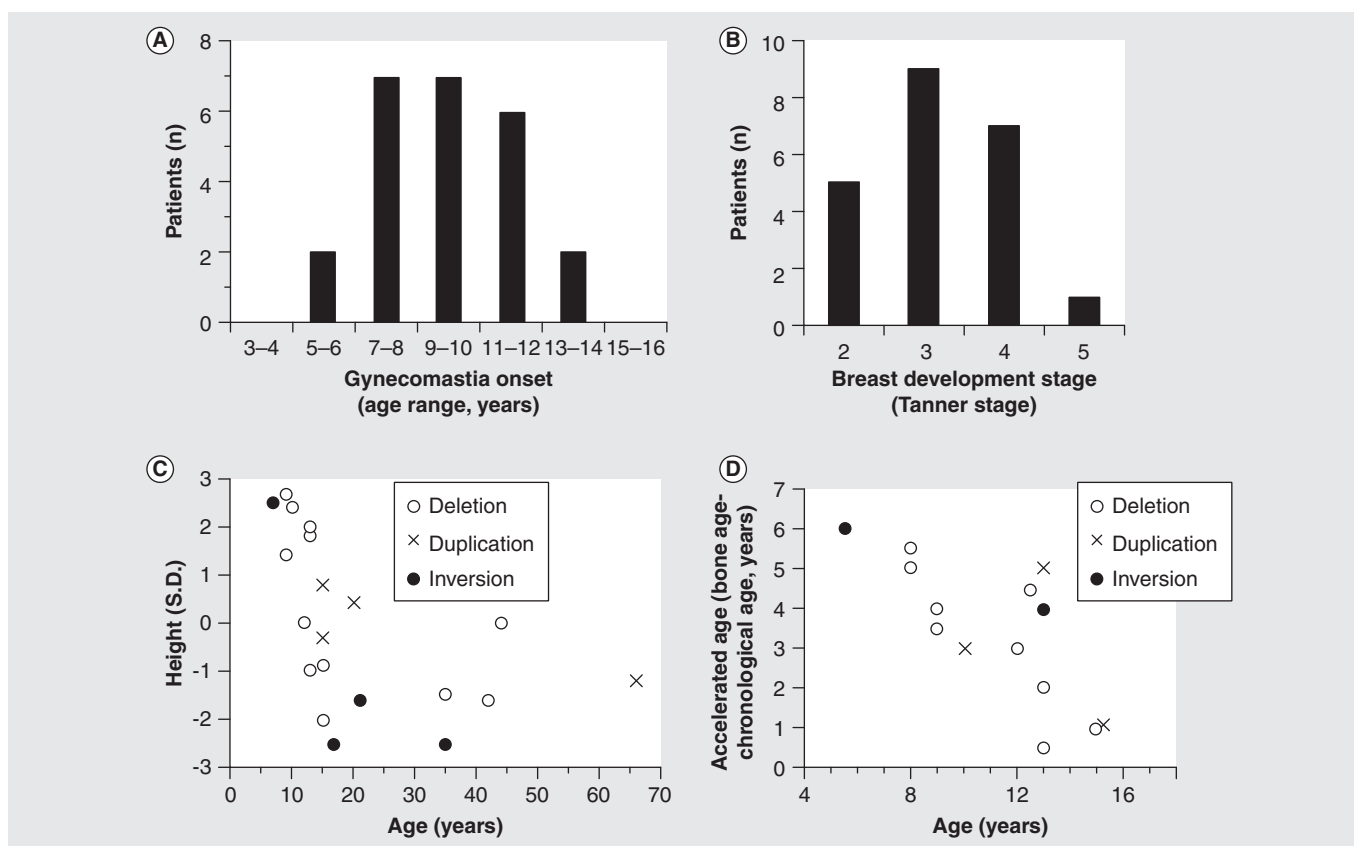 A
8
6
4
2
0
Patients (n)
3–4 5–6 7–8 9–10 11–12 13–14 15–16
Gynecomastia onset
(age range, years)
B
10
8
6
4
2
0
Patients (n)
2 3 4 5
Breast development stage
(Tanner stage)
C
3
2
1
0
-1
-2
-3
Height (S.D.)
Deletion
Duplication
Inversion
0 10 20 30 40 50 60 70
Age (years)
D
7
6
5
4
3
2
1
0
Accelerated age (bone age-
chronological age, years)
Deletion
Duplication
Inversion
4 8 12 16
Age (years)